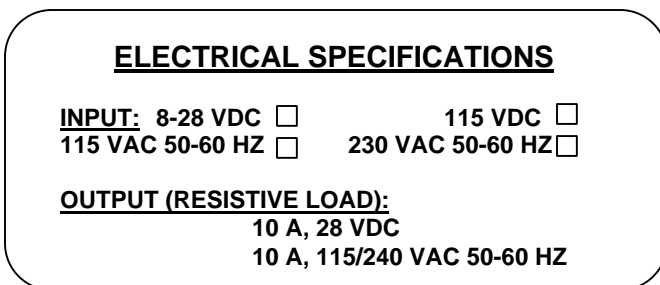 ELECTRICAL SPECIFICATIONS
INPUT: 8-28 VDC ☐ 115 VDC ☐
115 VAC 50-60 HZ ☐ 230 VAC 50-60 HZ ☐
OUTPUT (RESISTIVE LOAD):
10 A, 28 VDC
10 A, 115/240 VAC 50-60 HZ